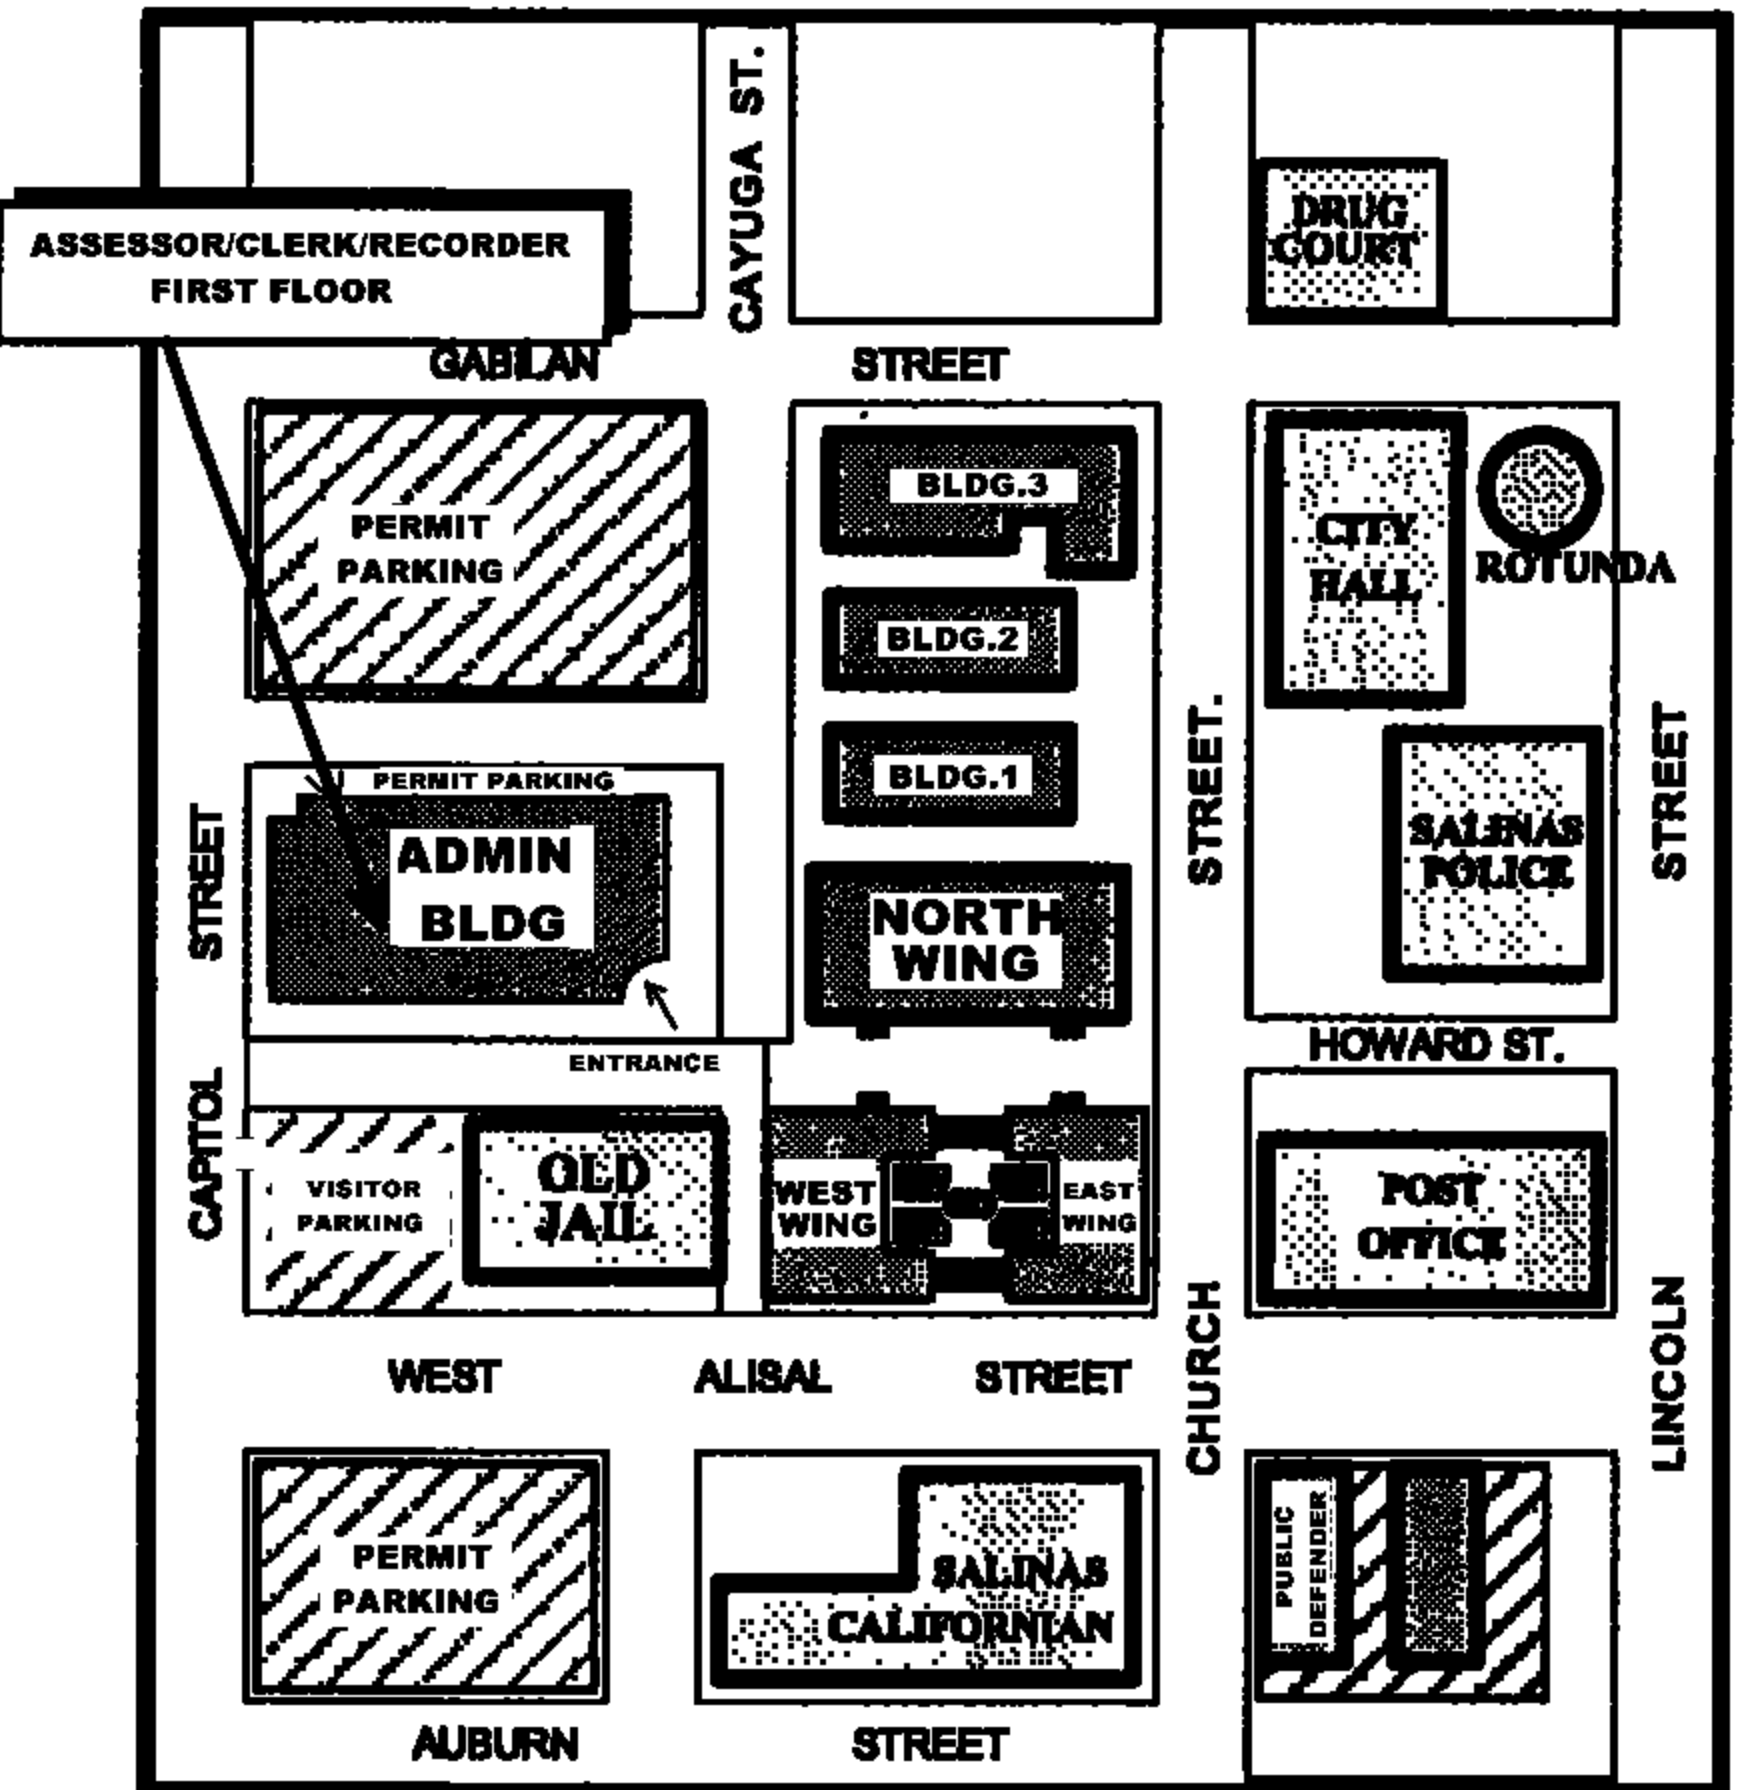 CAYUGA ST.
DRUG
COURT
ASSESSOR/CLERK/RECORDER
FIRST FLOOR
GABILAN STREET
PERMIT
PARKING
BLDG.3
CITY
HALL
ROTUNDA
BLDG.2
BLDG.1
PERMIT PARKING
ADMIN
BLDG
NORTH
WING
SALINAS
POLICE
CAPITOL STREET
CHURCH STREET.
LINCOLN STREET
HOWARD ST.
ENTRANCE
VISITOR
PARKING
OLD
JAIL
WEST
WING
EAST
WING
POST
OFFICE
WEST ALISAL STREET
PERMIT
PARKING
SALINAS
CALIFORNIAN
PUBLIC
DEFENDER
AUBURN STREET